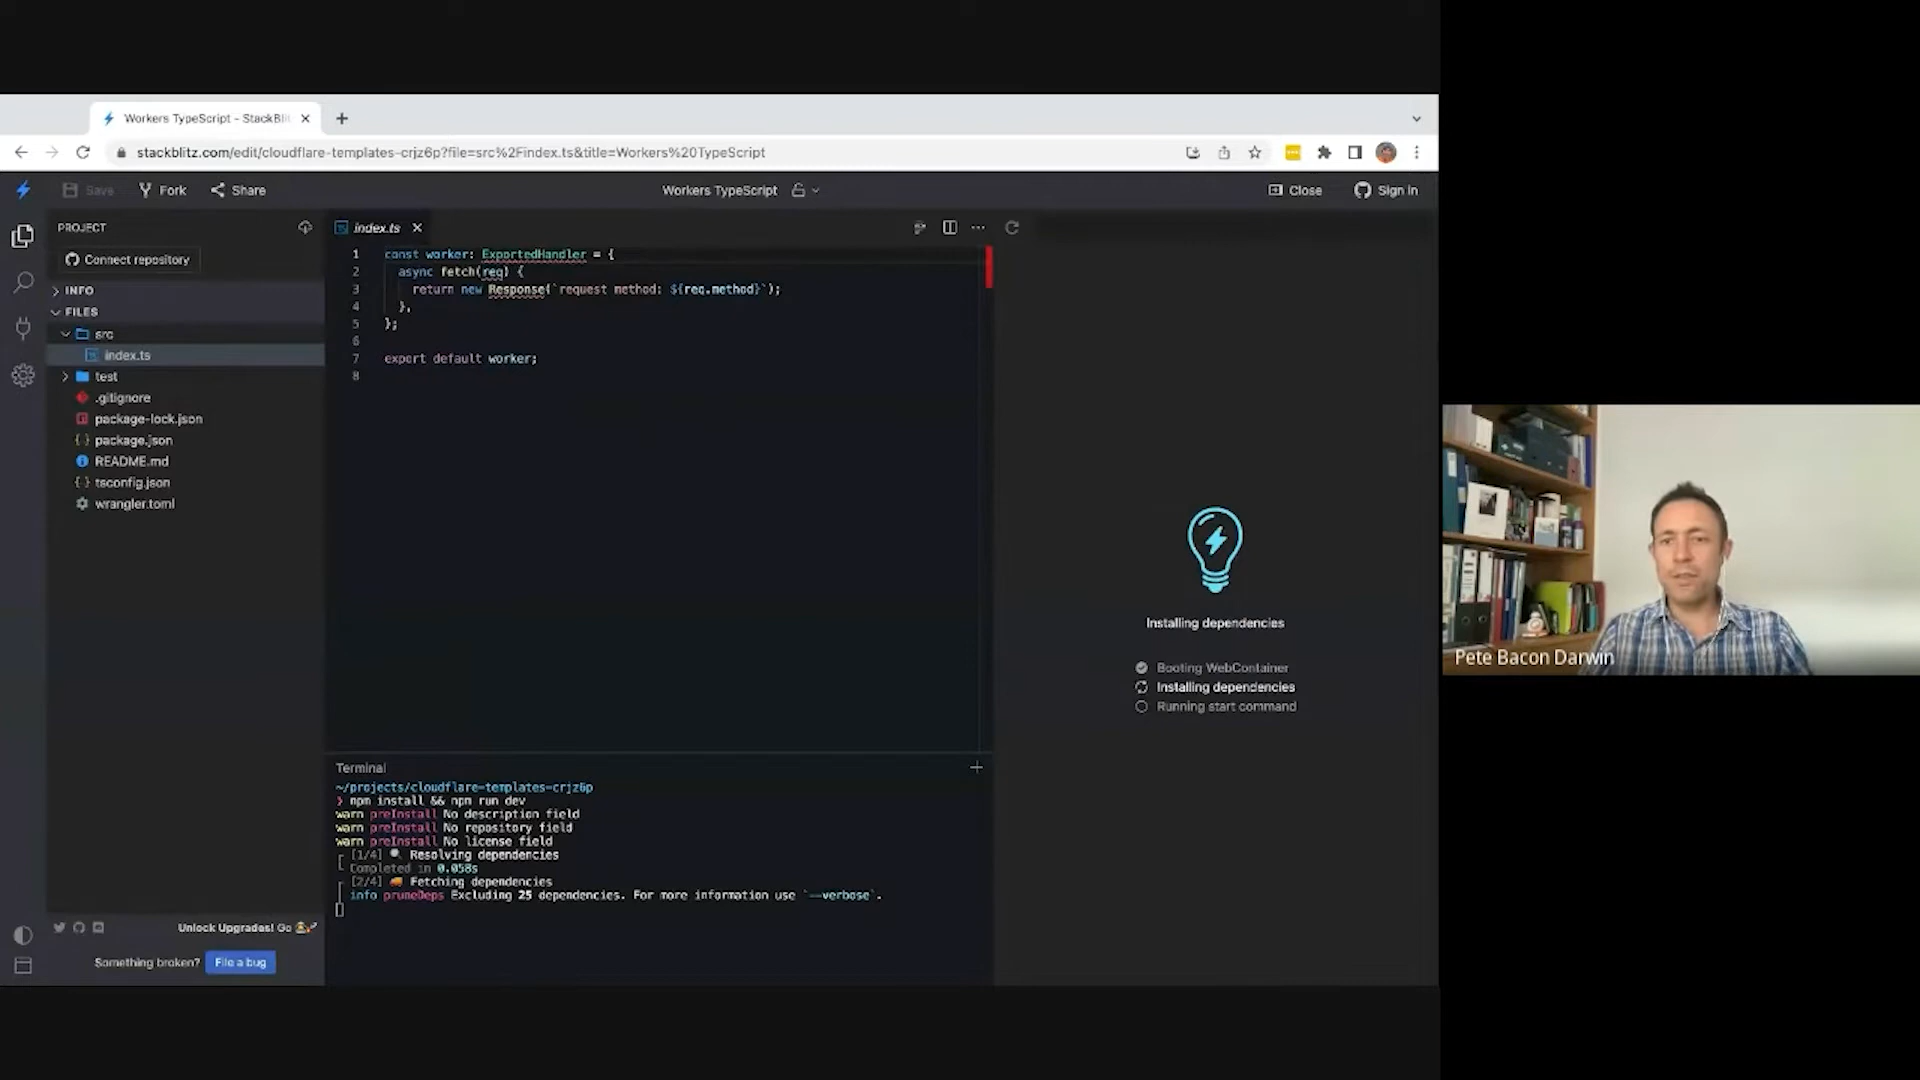 Workers TypeScript - StackBlit
stackblitz.com/edit/cloudflare-templates-crjz6p?file=src%2Findex.ts&title=Workers%20TypeScript
Save
Fork
Share
Workers TypeScript
Close
Sign in
PROJECT
Connect repository
INFO
FILES
src
index.ts
test
.gitignore
package-lock.json
package.json
README.md
tsconfig.json
wrangler.toml
Unlock Upgrades! Go
Something broken?
File a bug
index.ts
1 const worker: ExportedHandler = {
2 async fetch(req) {
3 return new Response(`request method: ${req.method}`);
4 },
5 };
6
7 export default worker;
8
Terminal
~/projects/cloudflare-templates-crjz6p
❯ npm install && npm run dev
warn preInstall No description field
warn preInstall No repository field
warn preInstall No license field
[1/4] 🔍 Resolving dependencies
Completed in 0.058s
[2/4] 🚚 Fetching dependencies
info pruneDeps Excluding 25 dependencies. For more information use `--verbose`.
Installing dependencies
Booting WebContainer
Installing dependencies
Running start command
Pete Bacon Darwin